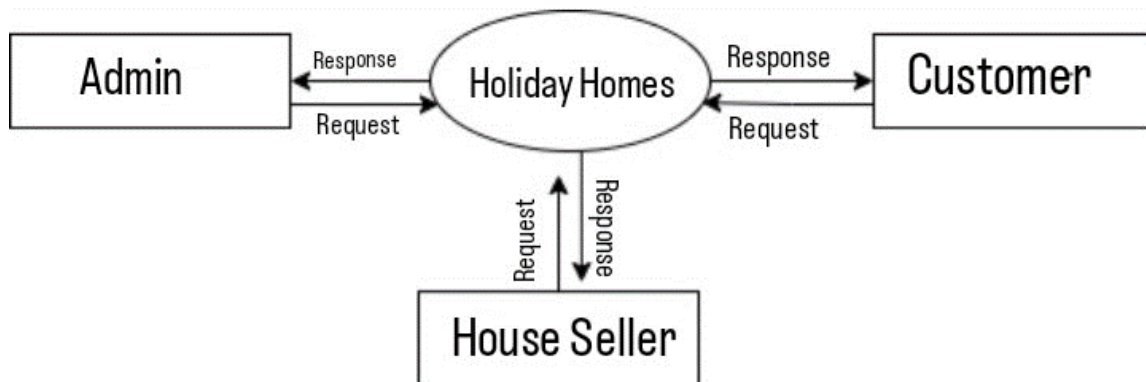 Admin
Response
Request
Holiday Homes
Response
Request
Customer
Request
Response
House Seller